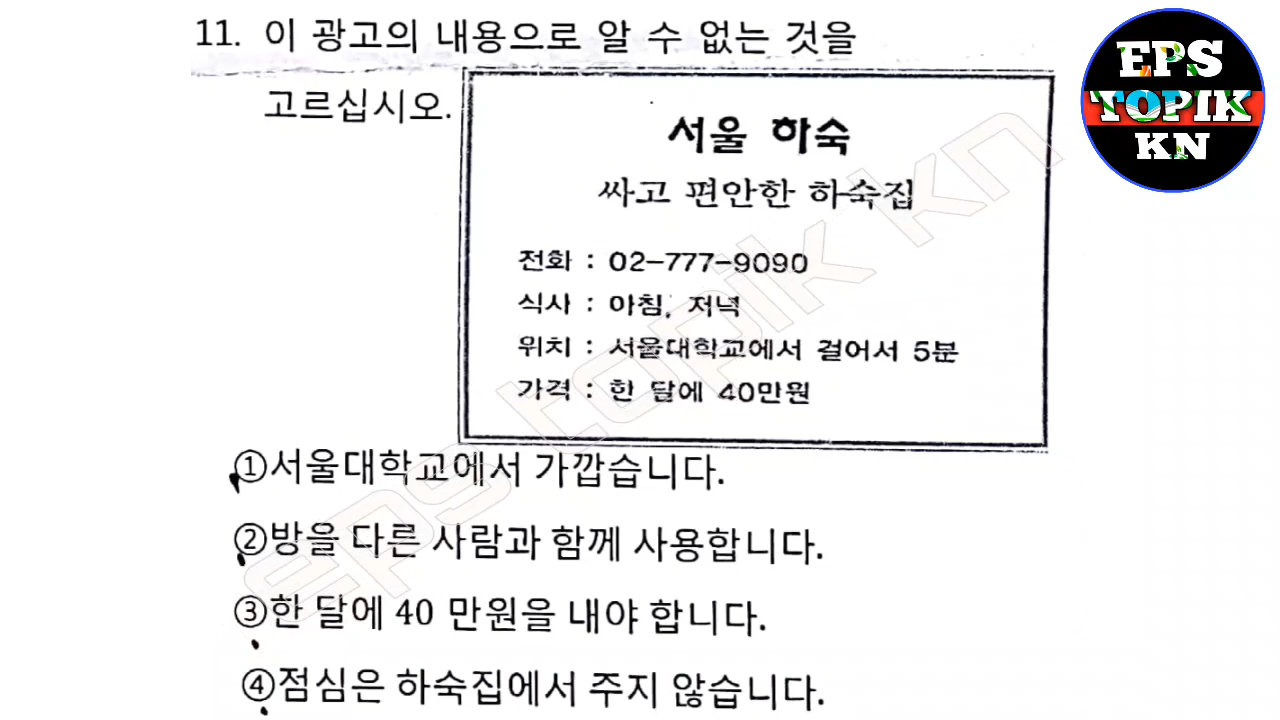 11. 이 광고의 내용으로 알 수 없는 것을
고르십시오.
서울 하숙
싸고 편안한 하숙집
전화 : 02-777-9090
식사 : 아침, 저녁
위치 : 서울대학교에서 걸어서 5분
가격 : 한 달에 40만원
①서울대학교에서 가깝습니다.
②방을 다른 사람과 함께 사용합니다.
③한 달에 40 만원을 내야 합니다.
④점심은 하숙집에서 주지 않습니다.
EPS
TOPIK
KN
eps topik kn